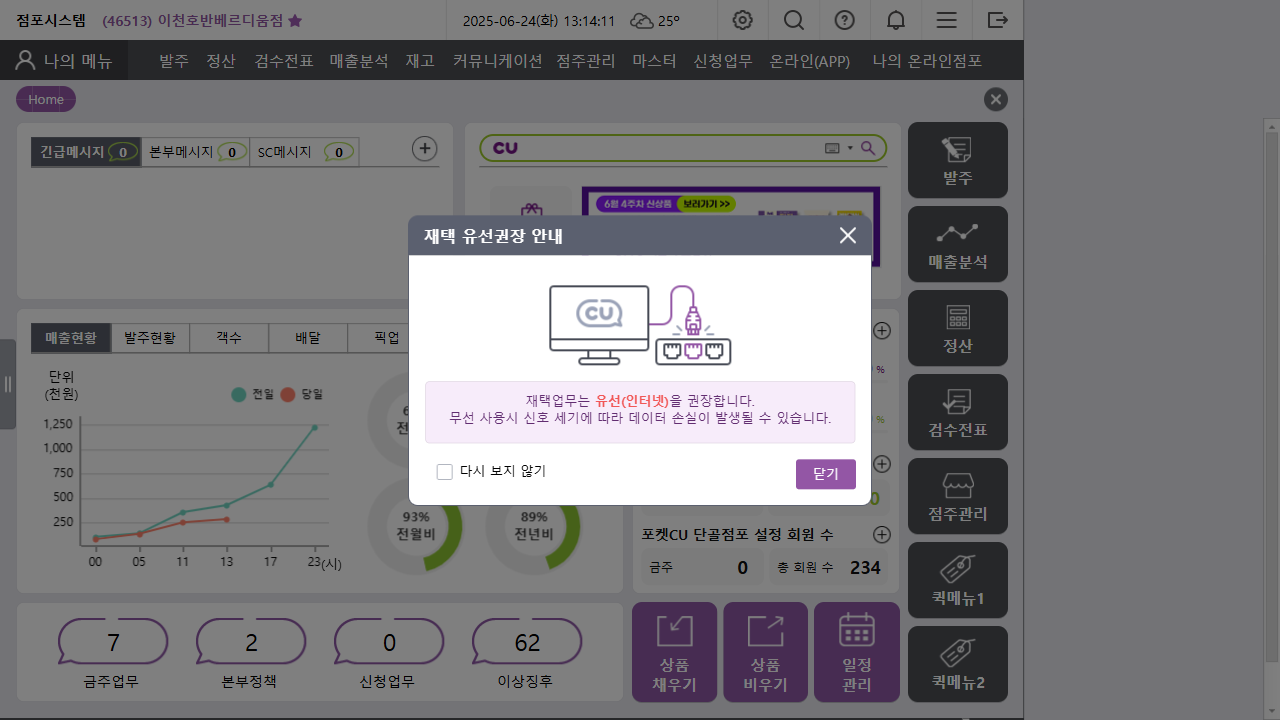 점포시스템 (46513) 이천호반베르디움점 2025-06-24(화) 13:14:11 25º
나의 메뉴 발주 정산 검수전표 매출분석 재고 커뮤니케이션 점주관리 마스터 신청업무 온라인(APP) 나의 온라인점포
Home
긴급메시지 0 본부메시지 0 SC메시지 0
CU
6월 4주차 신상품 보러가기 >>
재택 유선권장 안내
CU
재택업무는 유선(인터넷)을 권장합니다.
무선 사용시 신호 세기에 따라 데이터 손실이 발생될 수 있습니다.
다시 보지 않기
닫기
매출현황 발주현황 객수 배달 픽업
단위
(천원)
전일 당일
1,250
1,000
750
500
250
00 05 11 13 17 23(시)
93%
전월비
89%
전년비
%
%
0
포켓CU 단골점포 설정 회원 수
금주 0 총 회원 수 234
7
금주업무
2
본부정책
0
신청업무
62
이상징후
상품
채우기
상품
비우기
일정
관리
발주
매출분석
정산
검수전표
점주관리
퀵메뉴1
퀵메뉴2